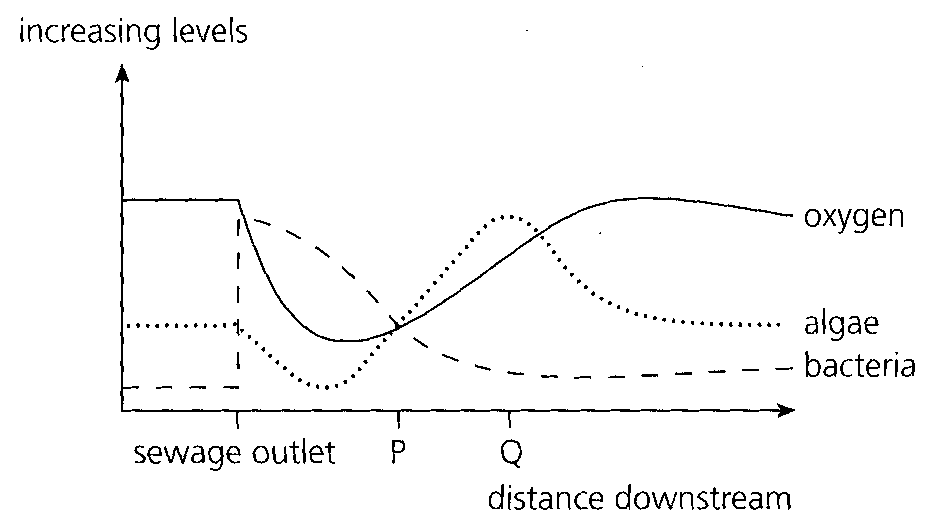 increasing levels
oxygen
algae
bacteria
sewage outlet P Q
distance downstream